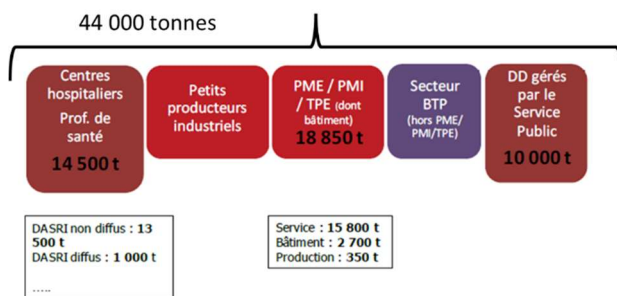 44 000 tonnes
Centres
hospitaliers
Prof. de
santé
14 500 t
Petits
producteurs
industriels
PME / PMI
/ TPE (dont
bâtiment)
18 850 t
Secteur
BTP
(hors PME/
PMI/TPE)
DD gérés
par le
Service
Public
10 000 t
DASRI non diffus : 13
500 t
DASRI diffus : 1 000 t
.....
Service : 15 800 t
Bâtiment : 2 700 t
Production : 350 t